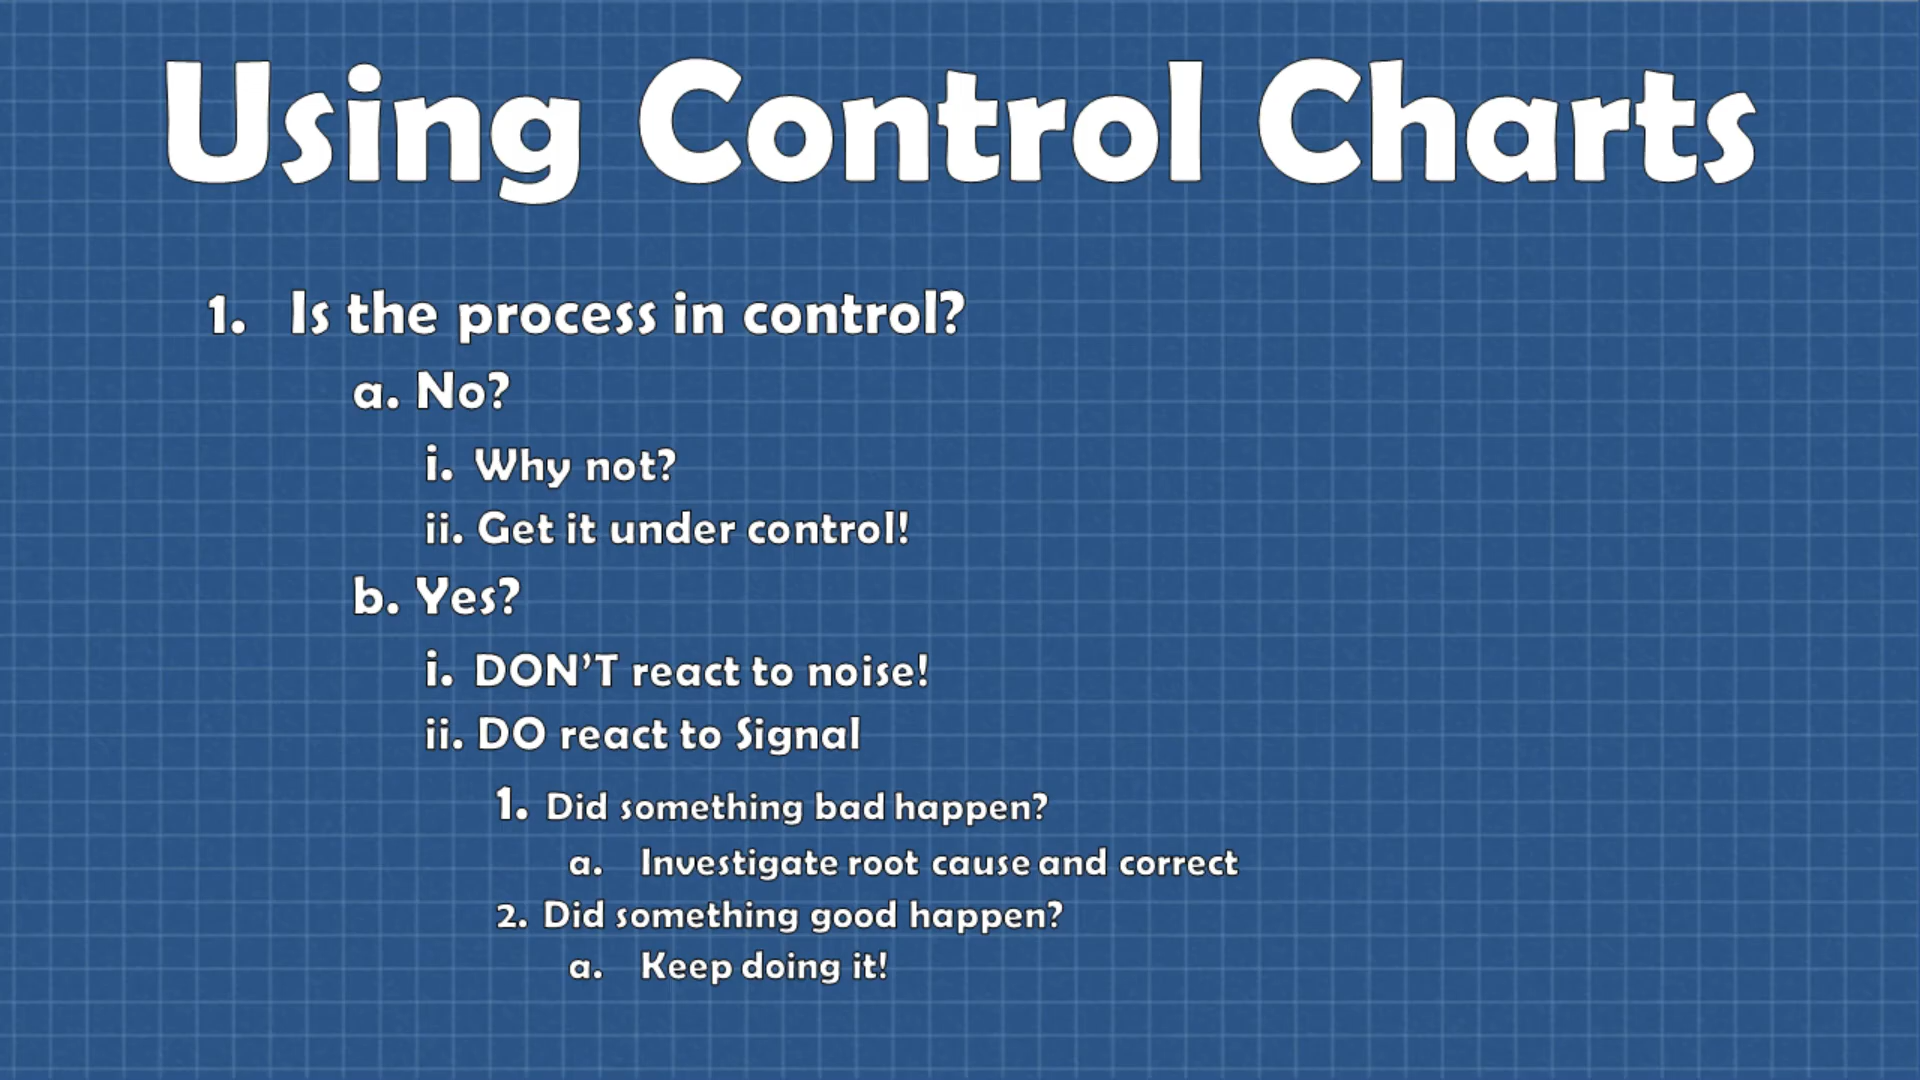 Using Control Charts
1. Is the process in control?
a. No?
i. Why not?
ii. Get it under control!
b. Yes?
i. DON’T react to noise!
ii. DO react to Signal
1. Did something bad happen?
a. Investigate root cause and correct
2. Did something good happen?
a. Keep doing it!